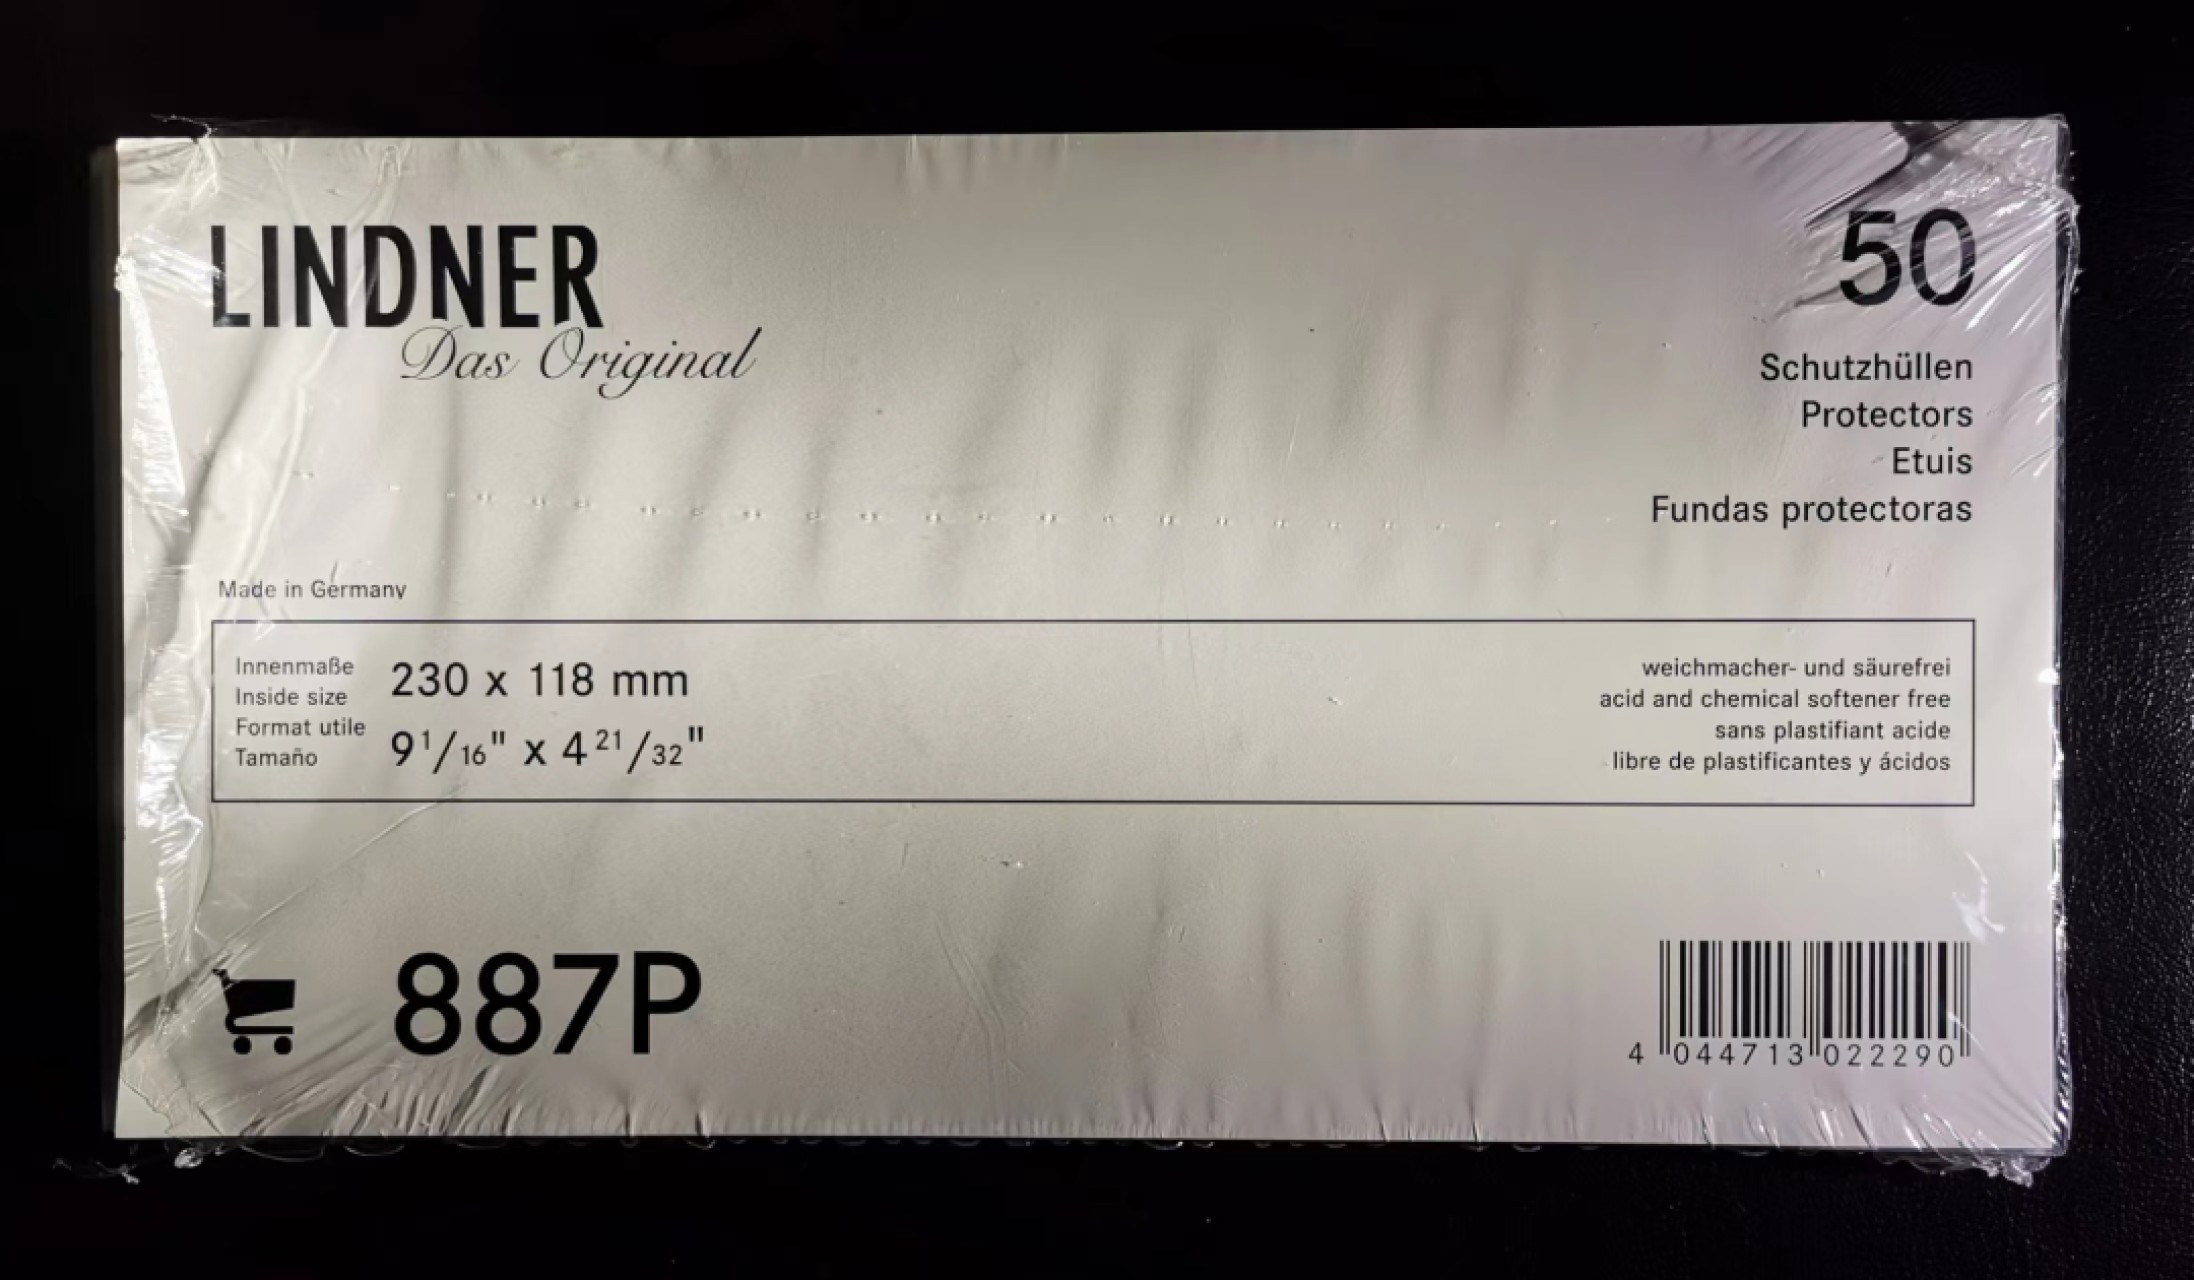 LINDNER
Das Original
50
Schutzhüllen
Protectors
Etuis
Fundas protectoras
Made in Germany
Innenmaße
Inside size
Format utile
Tamaño
230 x 118 mm
9 1/16" x 4 21/32"
weichmacher- und säurefrei
acid and chemical softener free
sans plastifiant acide
libre de plastificantes y ácidos
887P
4 044713 022290